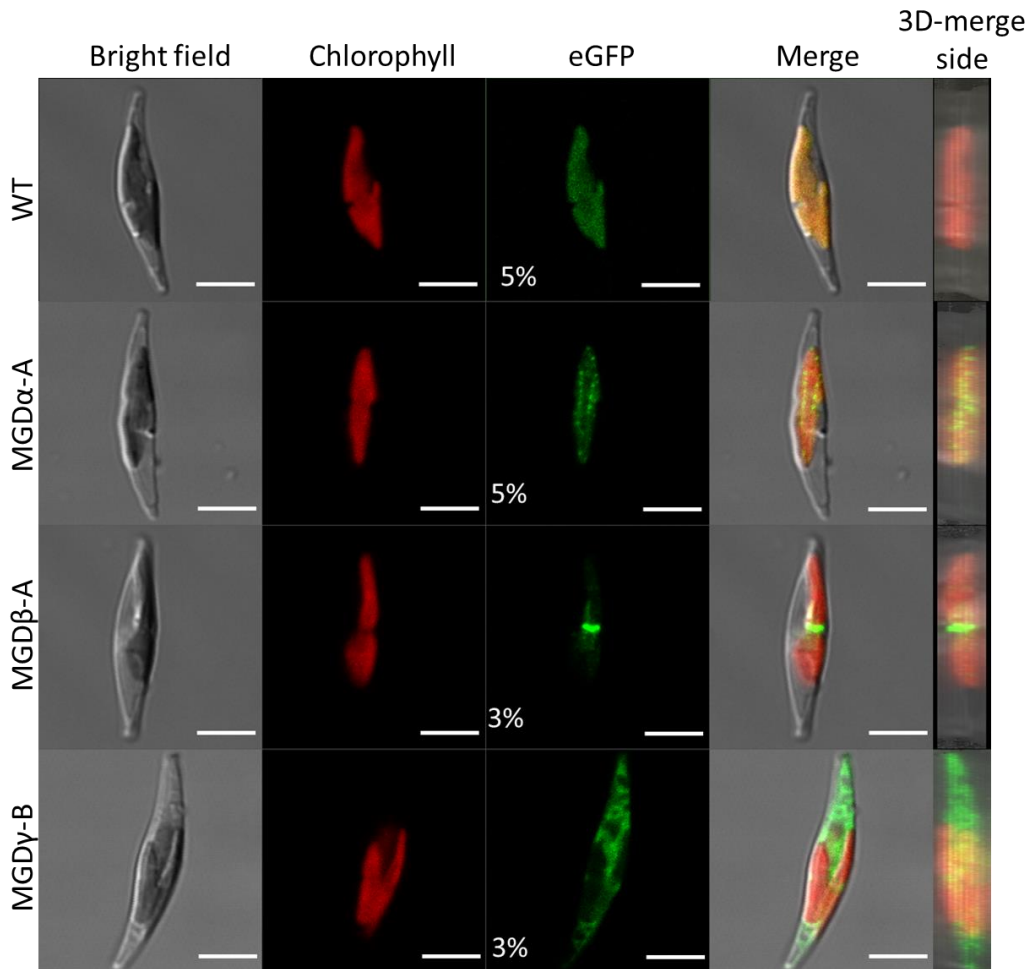 Bright field Chlorophyll eGFP Merge 3D-merge
side
WT
5%
MGDα-A
5%
MGDβ-A
3%
MGDγ-B
3%